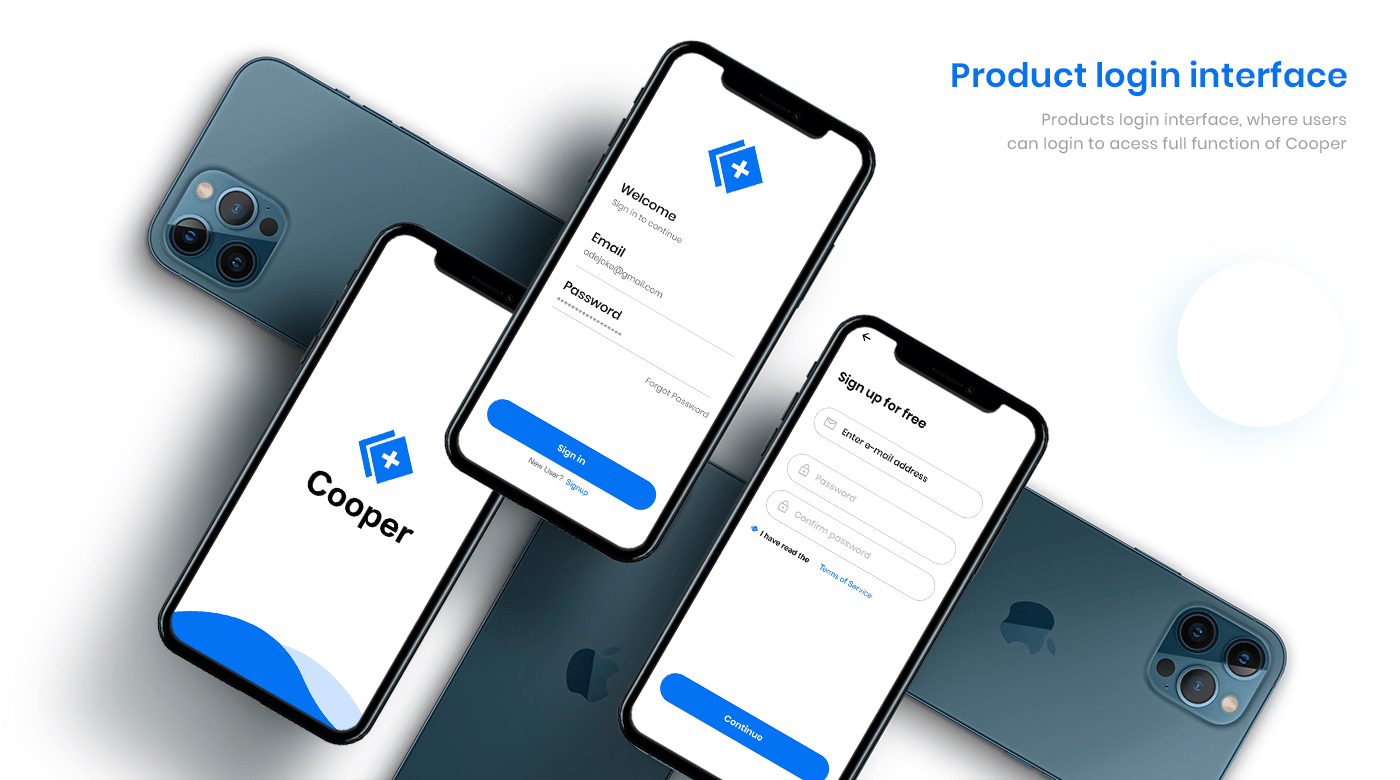 Product login interface
Products login interface, where users
can login to acess full function of Cooper
Welcome
Sign in to continue
Email
adejoke@gmail.com
Password
******************
Forgot Password
Sign in
New User? Signup
Cooper
Sign up for free
Enter e-mail address
Password
Confirm password
I have read the Terms of Service
Continue